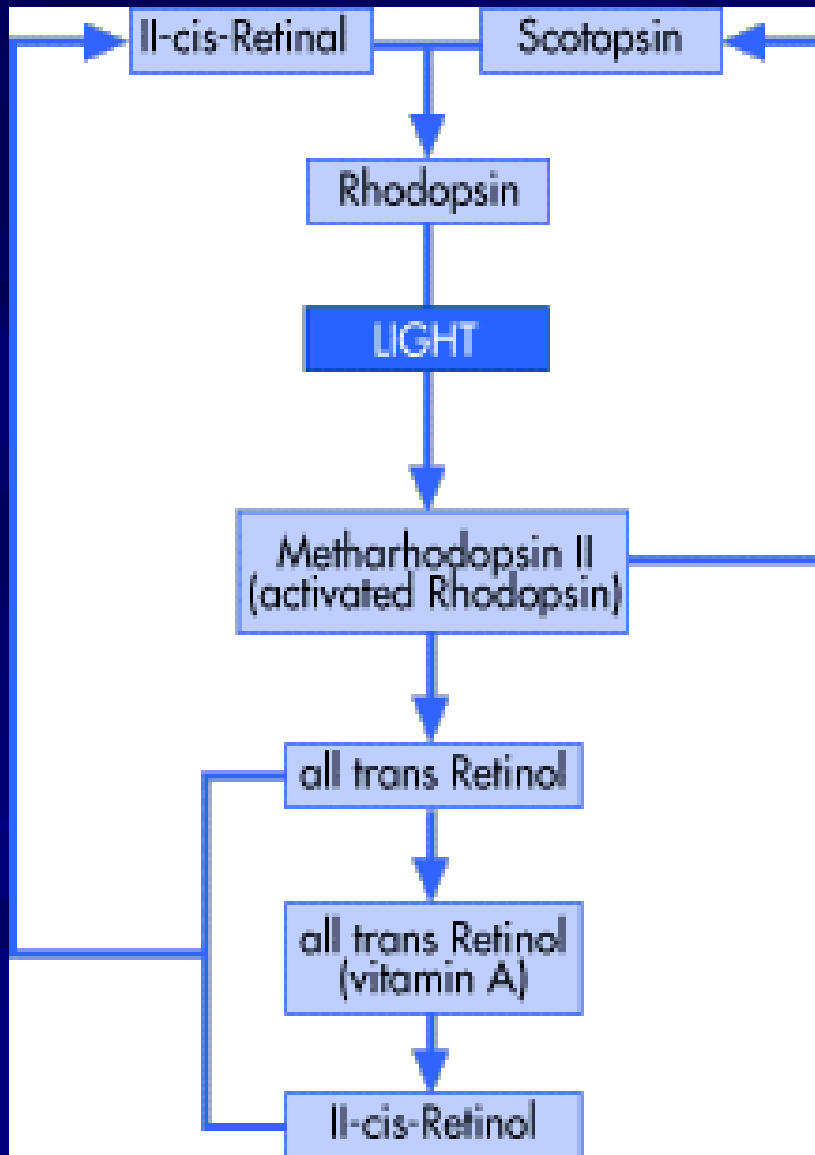 II-cis-Retinal
Scotopsin
Rhodopsin
LIGHT
Metharhodopsin II
(activated Rhodopsin)
all trans Retinol
all trans Retinol
(vitamin A)
II-cis-Retinol